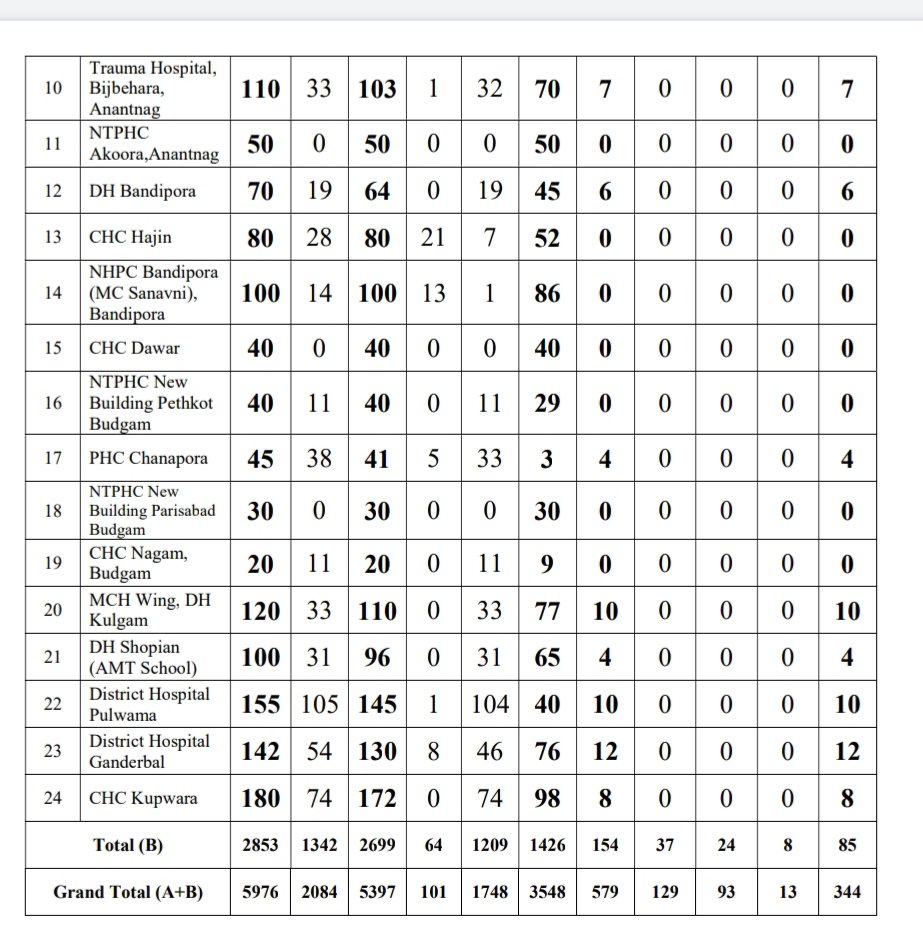 10 Trauma Hospital, Bijbehara, Anantnag 110 33 103 1 32 70 7 0 0 0 7
11 NTPHC Akoora,Anantnag 50 0 50 0 0 50 0 0 0 0 0
12 DH Bandipora 70 19 64 0 19 45 6 0 0 0 6
13 CHC Hajin 80 28 80 21 7 52 0 0 0 0 0
14 NHPC Bandipora (MC Sanavni), Bandipora 100 14 100 13 1 86 0 0 0 0 0
15 CHC Dawar 40 0 40 0 0 40 0 0 0 0 0
16 NTPHC New Building Pethkot Budgam 40 11 40 0 11 29 0 0 0 0 0
17 PHC Chanapora 45 38 41 5 33 3 4 0 0 0 4
18 NTPHC New Building Parisabad Budgam 30 0 30 0 0 30 0 0 0 0 0
19 CHC Nagam, Budgam 20 11 20 0 11 9 0 0 0 0 0
20 MCH Wing, DH Kulgam 120 33 110 0 33 77 10 0 0 0 10
21 DH Shopian (AMT School) 100 31 96 0 31 65 4 0 0 0 4
22 District Hospital Pulwama 155 105 145 1 104 40 10 0 0 0 10
23 District Hospital Ganderbal 142 54 130 8 46 76 12 0 0 0 12
24 CHC Kupwara 180 74 172 0 74 98 8 0 0 0 8
Total (B) 2853 1342 2699 64 1209 1426 154 37 24 8 85
Grand Total (A+B) 5976 2084 5397 101 1748 3548 579 129 93 13 344